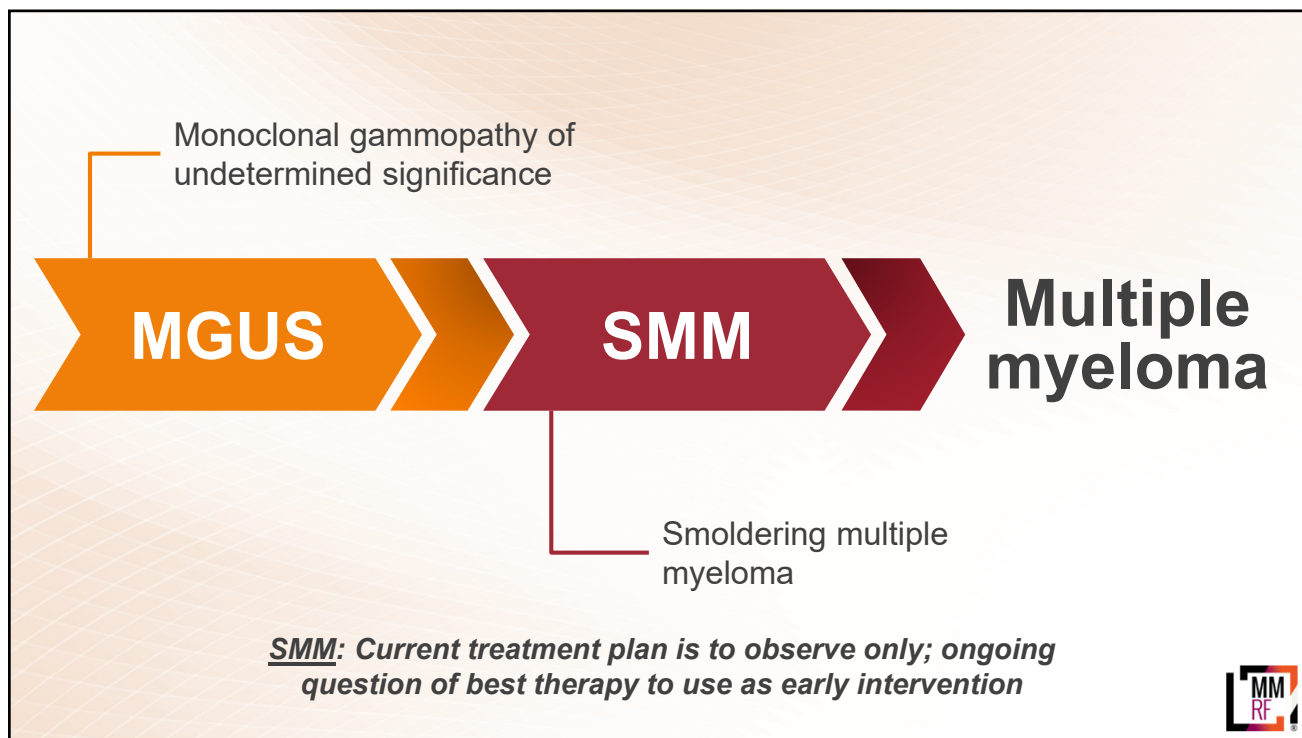 Monoclonal gammopathy of
undetermined significance
MGUS
SMM
Multiple
myeloma
Smoldering multiple
myeloma
SMM: Current treatment plan is to observe only; ongoing
question of best therapy to use as early intervention
MM
RF
®